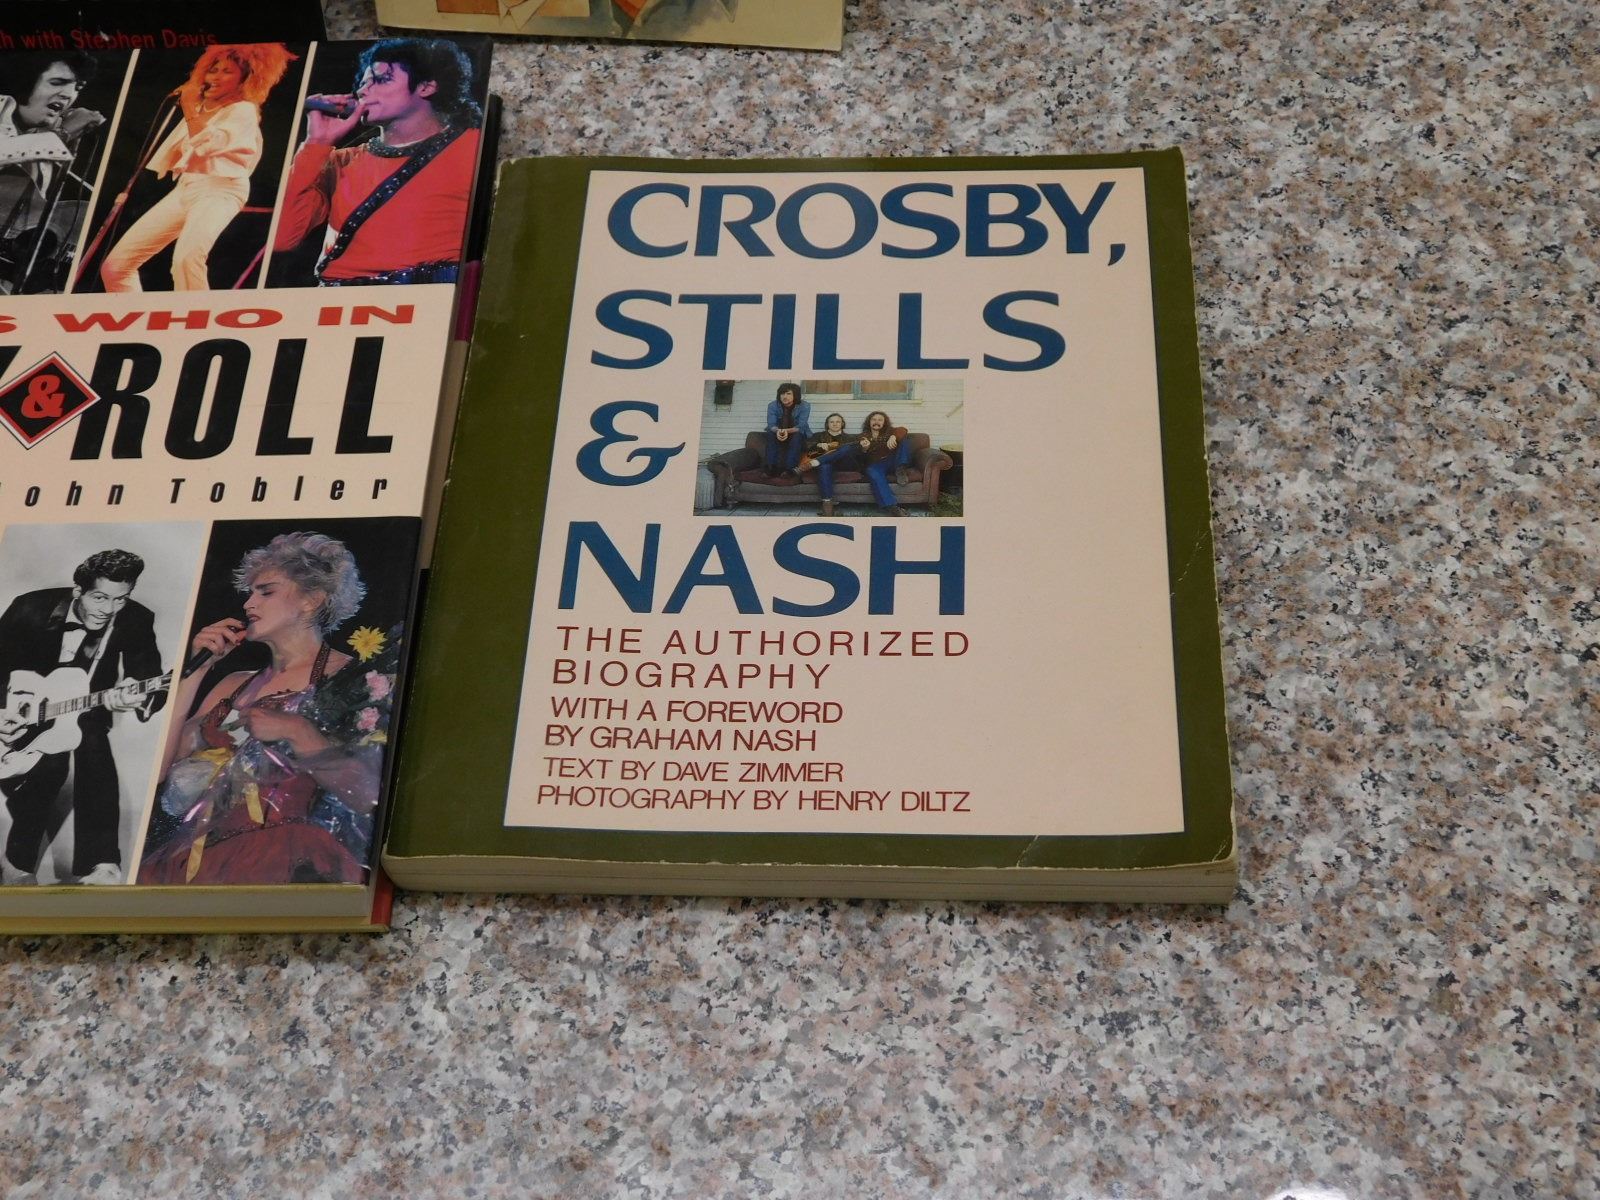 with Stephen Davis
WHO IN
& ROLL
John Tobler
CROSBY,
STILLS
&
NASH
THE AUTHORIZED
BIOGRAPHY
WITH A FOREWORD
BY GRAHAM NASH
TEXT BY DAVE ZIMMER
PHOTOGRAPHY BY HENRY DILTZ